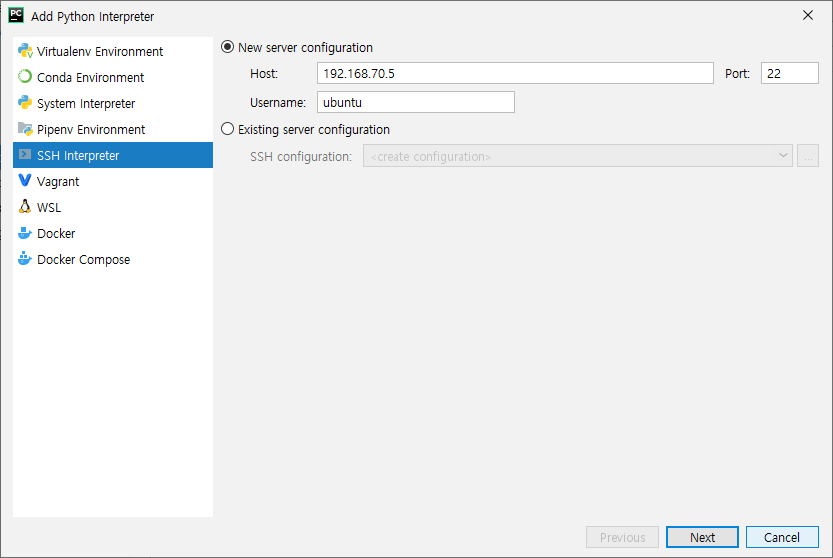 PC Add Python Interpreter
Virtualenv Environment
Conda Environment
System Interpreter
Pipenv Environment
SSH Interpreter
Vagrant
WSL
Docker
Docker Compose
New server configuration
Host: 192.168.70.5 Port: 22
Username: ubuntu
Existing server configuration
SSH configuration: <create configuration> ...
Previous Next Cancel